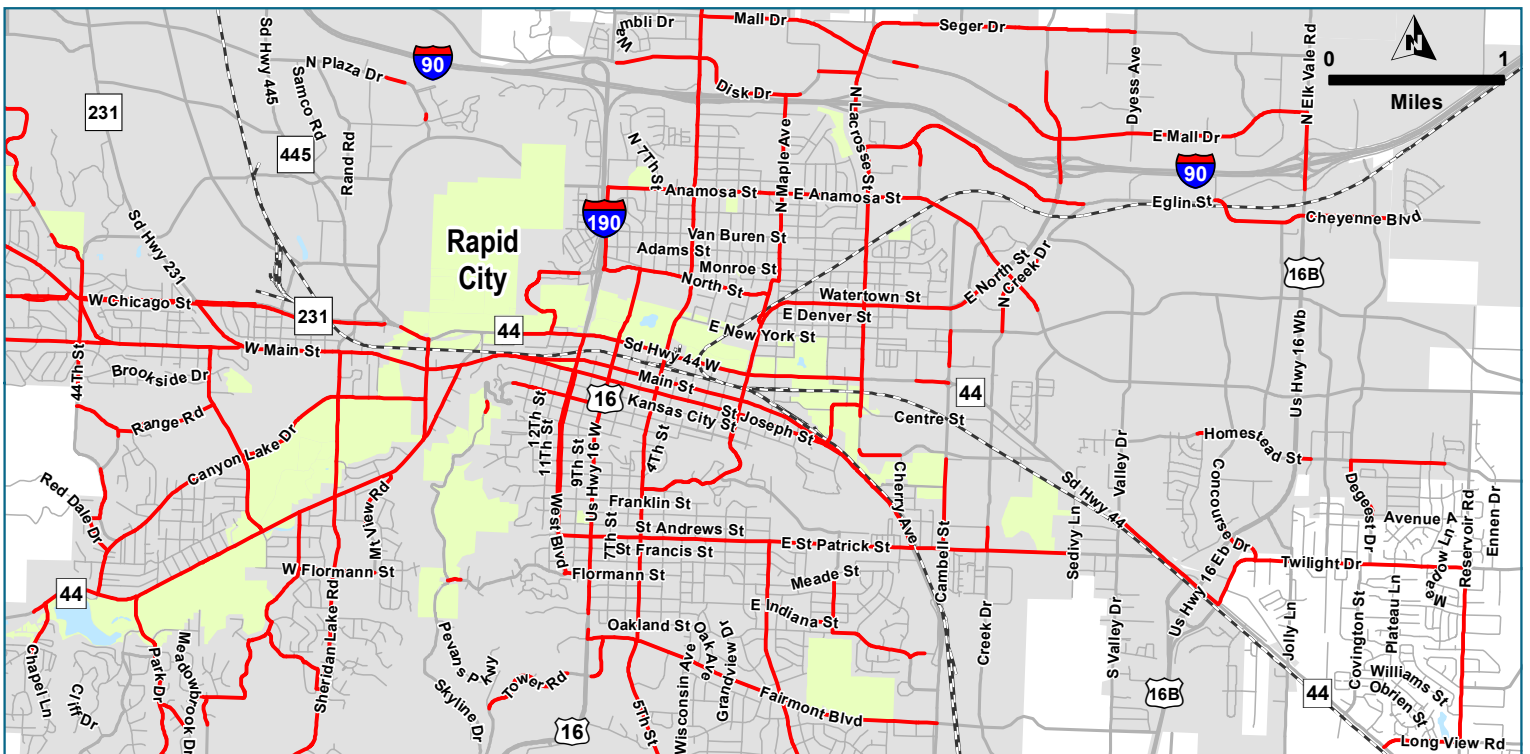 Wambli Dr
Mall Dr
Seger Dr
Sd Hwy 445
N Plaza Dr
90
Samco Rd
Rand Rd
Disk Dr
N Lacrosse St
Dyess Ave
N Elk Vale Rd
N
0 1
Miles
231
445
E Mall Dr
90
N 7Th St
N Maple Ave
Anamosa St
E Anamosa St
Eglin St
Cheyenne Blvd
190
Rapid
City
Van Buren St
Adams St
Monroe St
North St
Sd Hwy 231
E North St
N Creek Dr
16B
W Chicago St
231
Watertown St
E Denver St
E New York St
44
Sd Hwy 44 W
W Main St
Main St
44Th St
Brookside Dr
Range Rd
16
Kansas City St
St Joseph St
44
Centre St
Us Hwy 16 Wb
Homestead St
12Th St
11Th St
9Th St
Us Hwy 16 W
4Th St
Canyon Lake Dr
Red Dale Dr
Mt View Rd
Cherry Ave
Sd Hwy 44
Valley Dr
Concourse Dr
Degeest Dr
Avenue A
Meadow Ln
Reservoir Rd
Ennen Dr
West Blvd
Franklin St
7Th St
St Andrews St
St Francis St
E St Patrick St
Campbell St
Sedivy Ln
Twilight Dr
44
W Flormann St
Flormann St
Meade St
E Indiana St
Us Hwy 16 Eb
Sheridan Lake Rd
Oakland St
Oak Ave
Grandview Dr
Wisconsin Ave
Creek Dr
S Valley Dr
Jolly Ln
Covington St
Plateau Ln
Chapel Ln
Cliff Dr
Park Dr
Meadowbrook Dr
Pevans Pkwy
Skyline Dr
Tower Rd
16
5Th St
Fairmont Blvd
16B
44
Williams St
Obrien St
Long View Rd